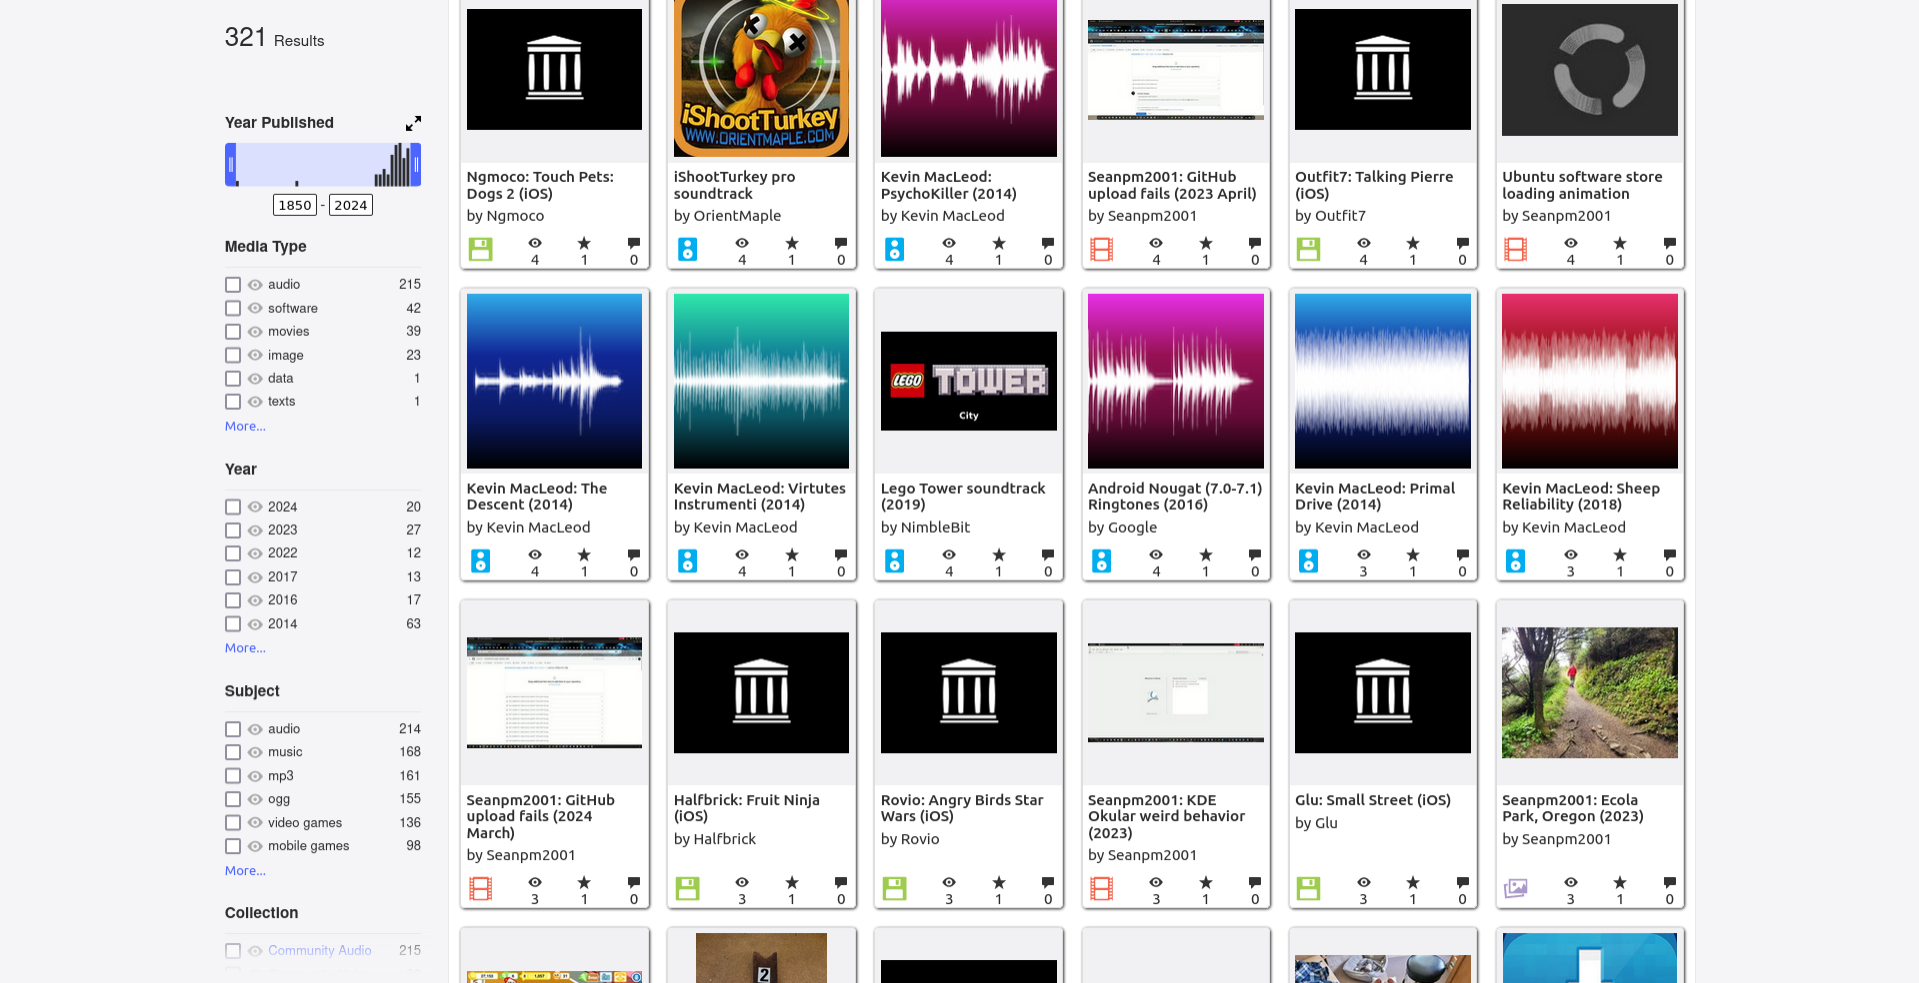 321 Results
Year Published
1850 - 2024
Media Type
audio 215
software 42
movies 39
image 23
data 1
texts 1
More...
Year
2024 20
2023 27
2022 12
2017 13
2016 17
2014 63
More...
Subject
audio 214
music 168
mp3 161
ogg 155
video games 136
mobile games 98
More...
Collection
Community Audio 215
Ngmoco: Touch Pets:
Dogs 2 (iOS)
by Ngmoco
4 1 0
iShootTurkey
WWW.ORIENTMAPLE.COM
iShootTurkey pro
soundtrack
by OrientMaple
4 1 0
Kevin MacLeod:
PsychoKiller (2014)
by Kevin MacLeod
4 1 0
Seanpm2001: GitHub
upload fails (2023 April)
by Seanpm2001
4 1 0
Outfit7: Talking Pierre
(iOS)
by Outfit7
4 1 0
Ubuntu software store
loading animation
by Seanpm2001
4 1 0
Kevin MacLeod: The
Descent (2014)
by Kevin MacLeod
4 1 0
Kevin MacLeod: Virtutes
Instrumenti (2014)
by Kevin MacLeod
4 1 0
LEGO TOWER
City
Lego Tower soundtrack
(2019)
by NimbleBit
4 1 0
Android Nougat (7.0-7.1)
Ringtones (2016)
by Google
4 1 0
Kevin MacLeod: Primal
Drive (2014)
by Kevin MacLeod
3 1 0
Kevin MacLeod: Sheep
Reliability (2018)
by Kevin MacLeod
3 1 0
Seanpm2001: GitHub
upload fails (2024
March)
by Seanpm2001
3 1 0
Halfbrick: Fruit Ninja
(iOS)
by Halfbrick
3 1 0
Rovio: Angry Birds Star
Wars (iOS)
by Rovio
3 1 0
Seanpm2001: KDE
Okular weird behavior
(2023)
by Seanpm2001
3 1 0
Glu: Small Street (iOS)
by Glu
3 1 0
Seanpm2001: Ecola
Park, Oregon (2023)
by Seanpm2001
3 1 0
2